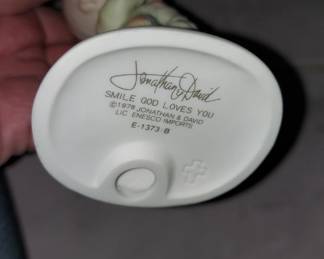 Jonathan & David
SMILE, GOD LOVES YOU
©1978 JONATHAN & DAVID
LIC. ENESCO IMPORTS
E-1373 B